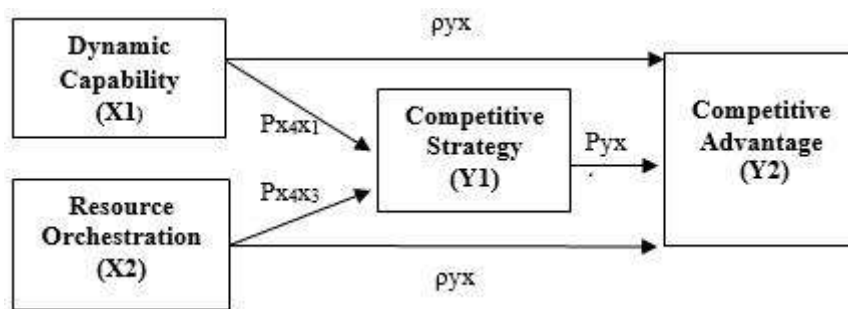 Dynamic
Capability
(X1)
ρyx
Px₄x₁
Competitive
Strategy
(Y1)
Pyx
Competitive
Advantage
(Y2)
Px₄x₃
Resource
Orchestration
(X2)
ρyx